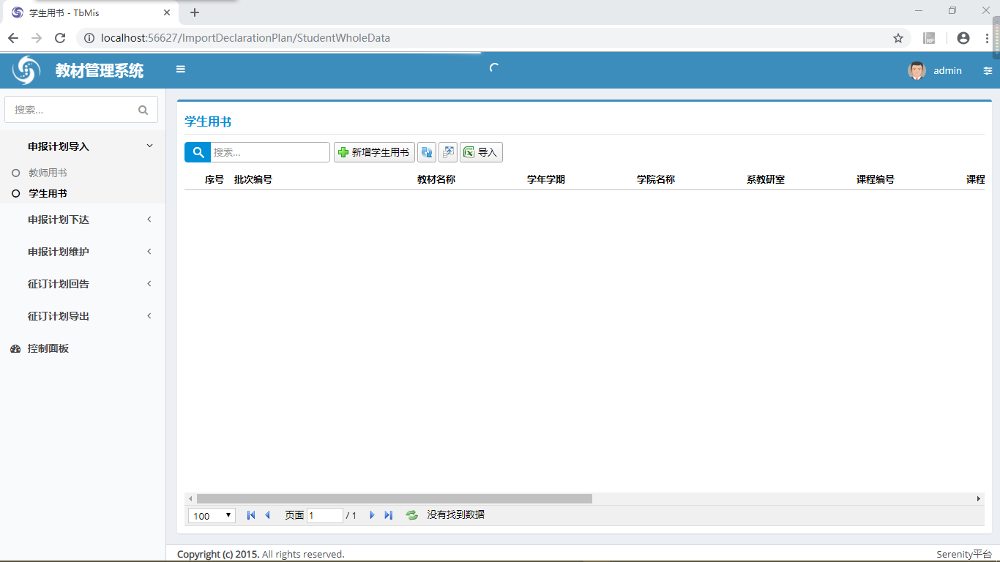 学生用书 - TbMis
localhost:56627/ImportDeclarationPlan/StudentWholeData
RP
教材管理系统
admin
搜索...
申报计划导入
教师用书
学生用书
申报计划下达
申报计划维护
征订计划回告
征订计划导出
控制面板
学生用书
搜索... 新增学生用书 导入
序号 批次编号 教材名称 学年学期 学院名称 系教研室 课程编号 课程
100 页面 1 / 1 没有找到数据
Copyright (c) 2015. All rights reserved. Serenity平台